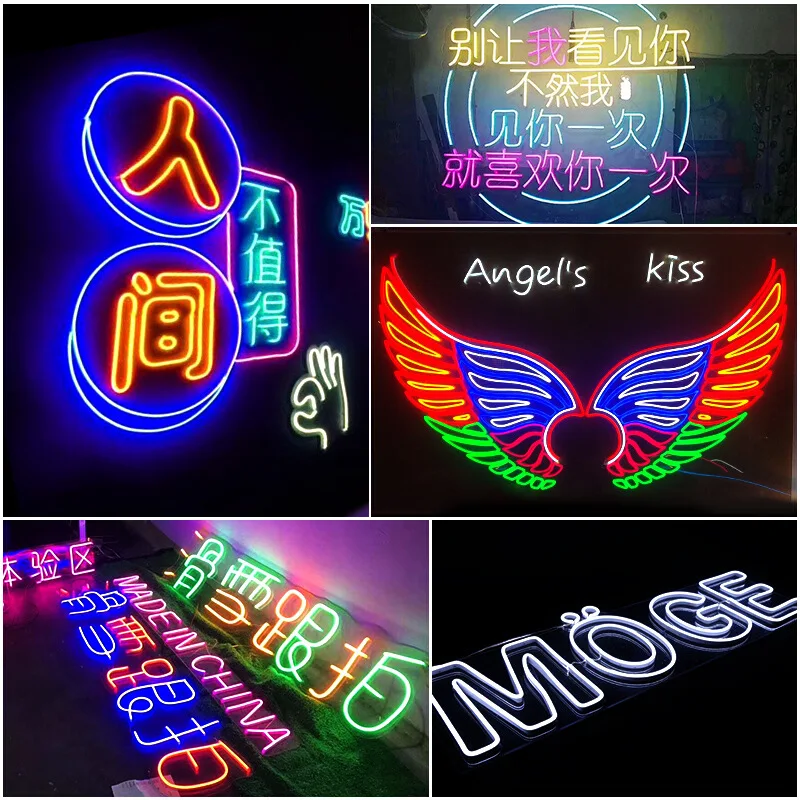 人间
不值得
万
别让我看见你
不然我
见你一次
就喜欢你一次
Angel's kiss
体验区
滑雪跟拍
MADE IN CHINA
滑雪跟拍
MÖGE